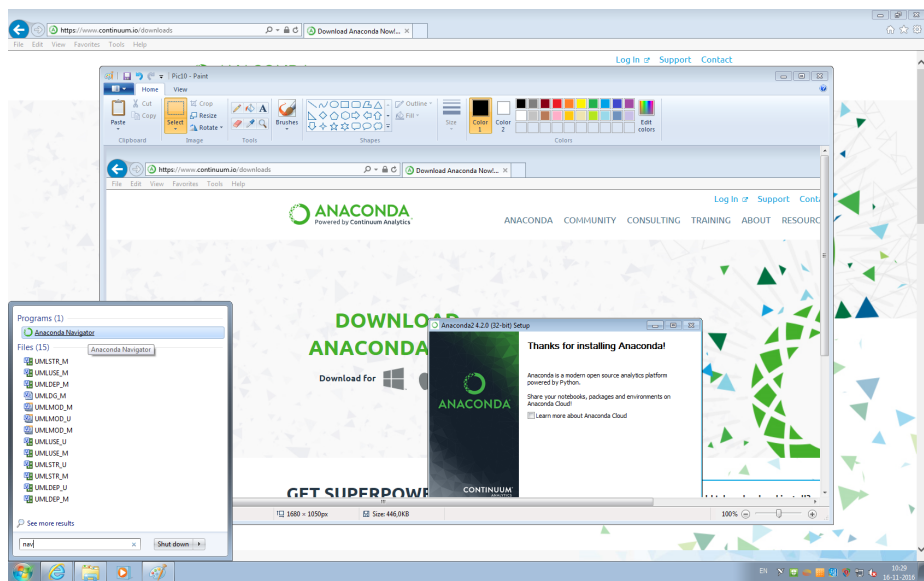 https://www.continuum.io/downloads
Download Anaconda Now!...
File Edit View Favorites Tools Help
Log In Support Contact
Pic10 - Paint
Home View
Paste
Cut
Copy
Select
Crop
Resize
Rotate
Brushes
Outline
Fill
Size
Color 1
Color 2
Edit colors
Clipboard Image Tools Shapes Colors
https://www.continuum.io/downloads
Download Anaconda Now!...
File Edit View Favorites Tools Help
Log In Support Cont
ANACONDA
Powered by Continuum Analytics
ANACONDA COMMUNITY CONSULTING TRAINING ABOUT RESOURC
DOWNLOAD
ANACONDA
Download for
GET SUPERPOWE
Anaconda2 4.2.0 (32-bit) Setup
Thanks for installing Anaconda!
Anaconda is a modern open source analytics platform
powered by Python.
Share your notebooks, packages and environments on
Anaconda Cloud!
Learn more about Anaconda Cloud
ANACONDA
CONTINUUM
ANALYTICS
1680 × 1050px
Size: 446,0KB
100%
Programs (1)
Anaconda Navigator
Anaconda Navigator
Files (15)
UMLSTR_M
UMLUSE_M
UMLDEP_M
UMLDG_M
UMLMOD_M
UMLMOD_U
UMLMOD_M
UMLUSE_U
UMLUSE_M
UMLSTR_U
UMLSTR_M
UMLDEP_U
UMLDEP_M
See more results
nav
Shut down
EN
10:29
16-11-2016